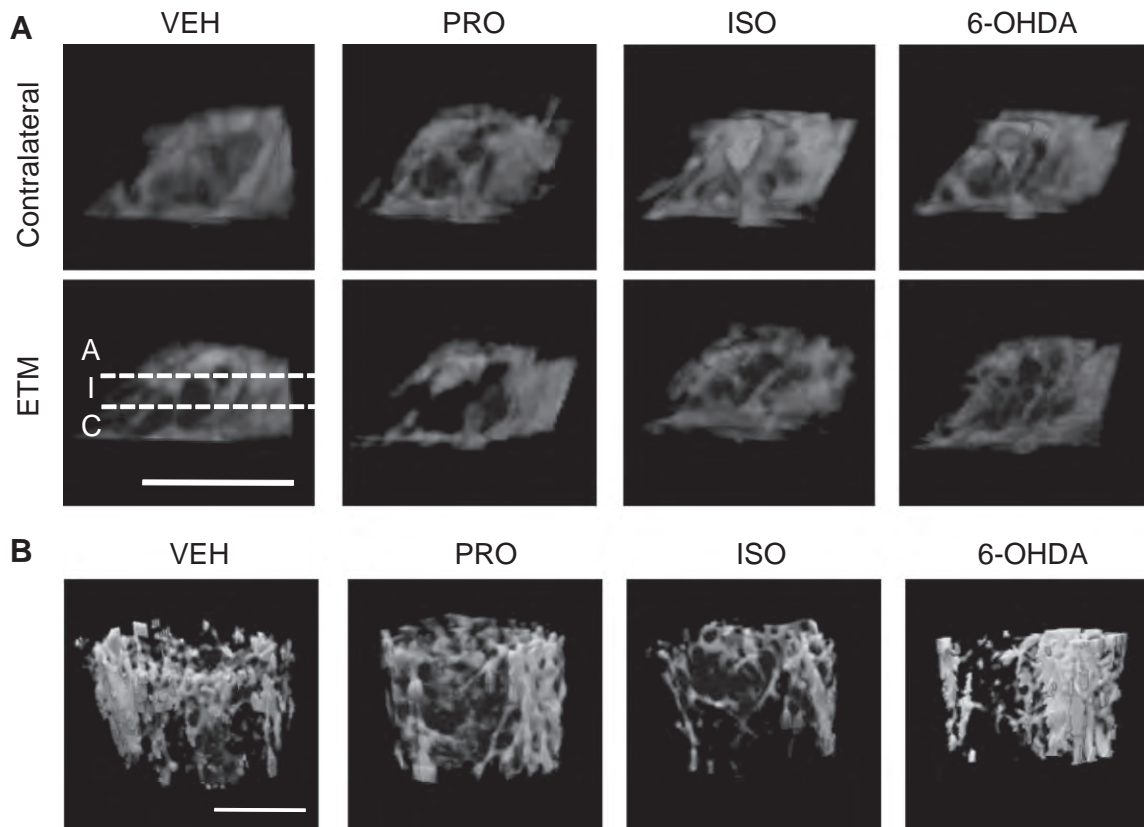 A
VEH PRO ISO 6-OHDA
Contralateral
ETM
A
I
C
B
VEH PRO ISO 6-OHDA